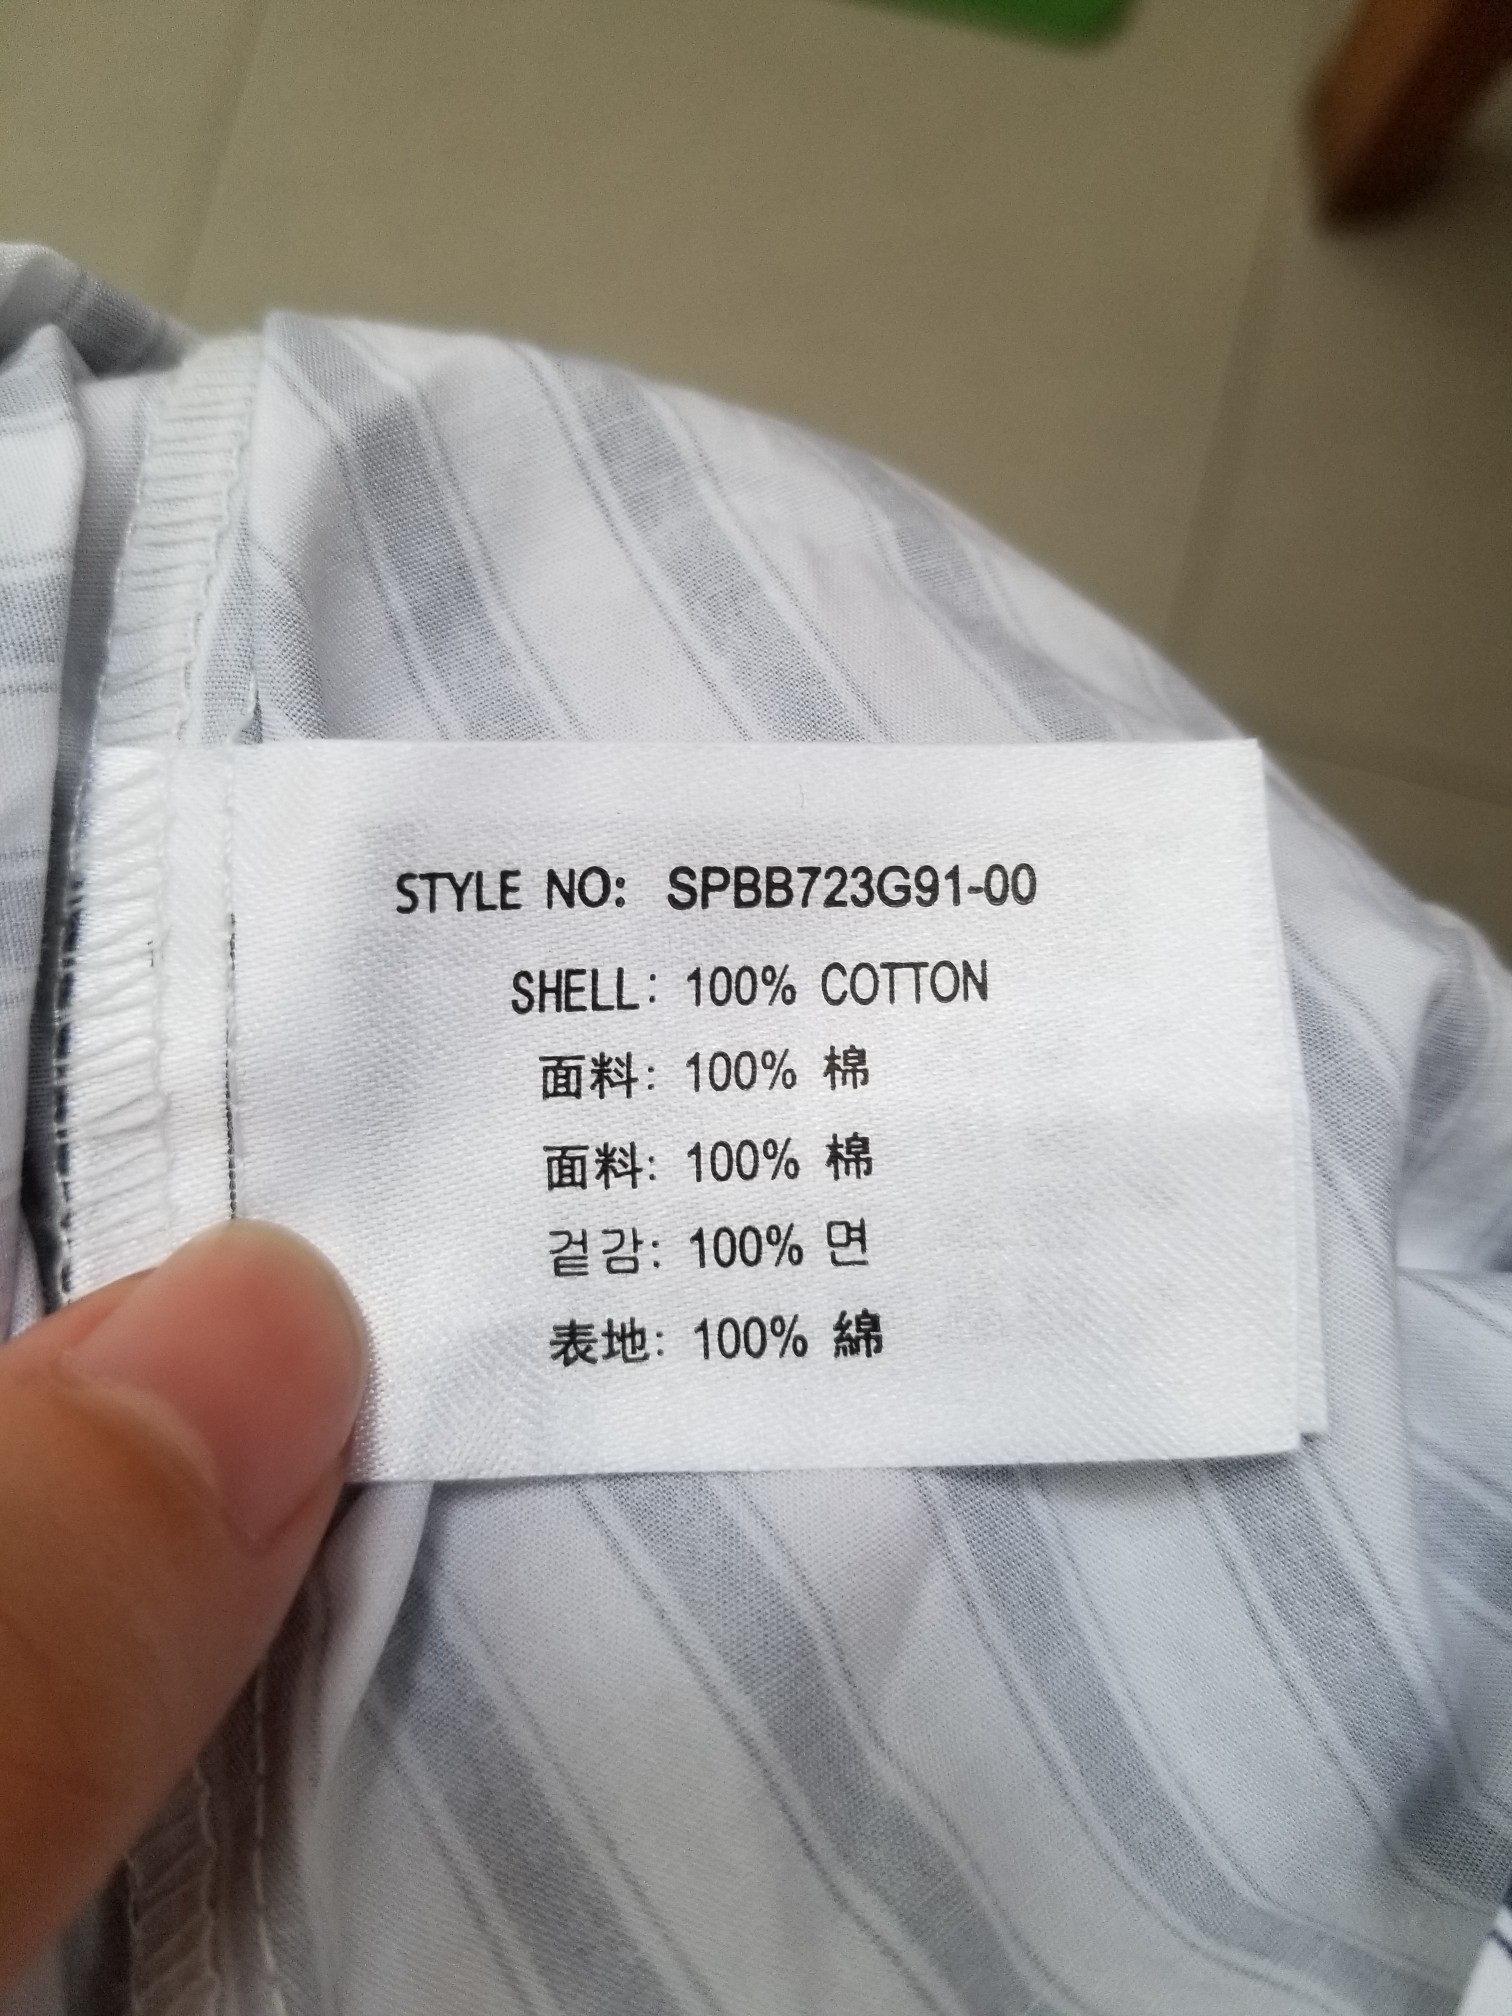 STYLE NO: SPBB723G91-00
SHELL: 100% COTTON
面料: 100% 棉
面料: 100% 棉
겉감: 100% 면
表地: 100% 綿